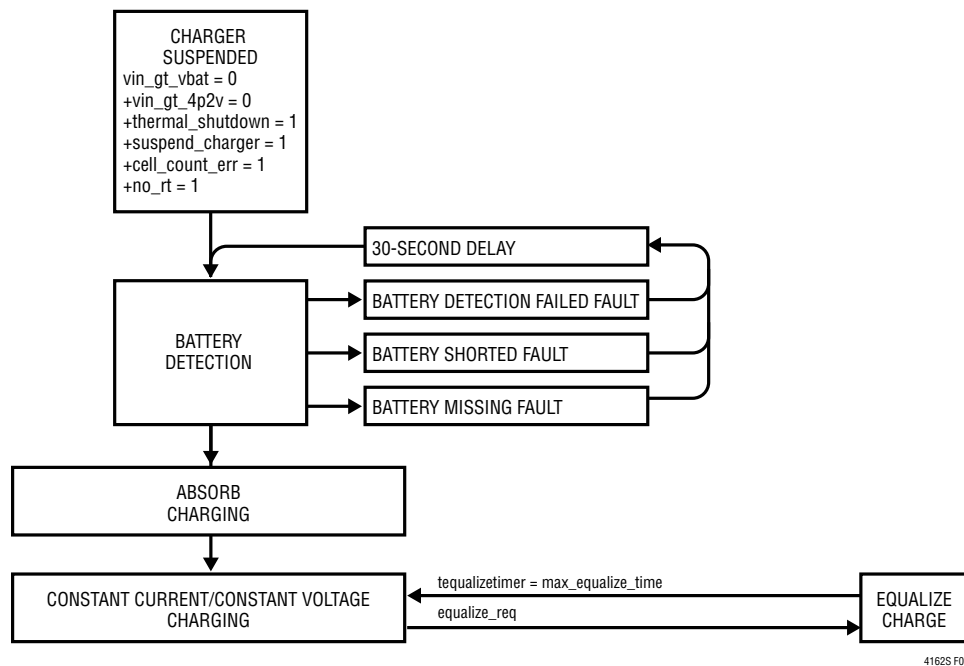 CHARGER
SUSPENDED
vin_gt_vbat = 0
+vin_gt_4p2v = 0
+thermal_shutdown = 1
+suspend_charger = 1
+cell_count_err = 1
+no_rt = 1
30-SECOND DELAY
BATTERY DETECTION FAILED FAULT
BATTERY
DETECTION
BATTERY SHORTED FAULT
BATTERY MISSING FAULT
ABSORB
CHARGING
CONSTANT CURRENT/CONSTANT VOLTAGE
CHARGING
tequalizetimer = max_equalize_time
equalize_req
EQUALIZE
CHARGE
4162S F0